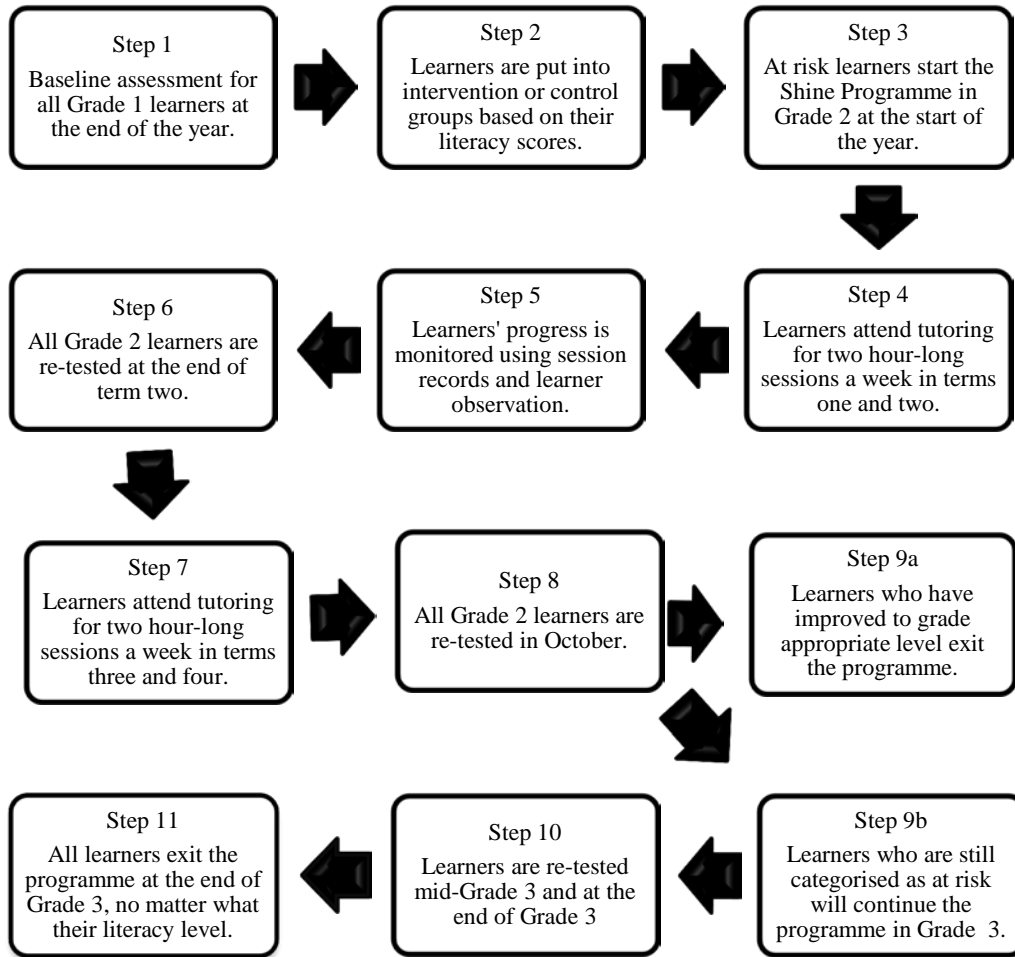 Step 1
Baseline assessment for
all Grade 1 learners at
the end of the year.
Step 2
Learners are put into
intervention or control
groups based on their
literacy scores.
Step 3
At risk learners start the
Shine Programme in
Grade 2 at the start of
the year.
Step 4
Learners attend tutoring
for two hour-long
sessions a week in terms
one and two.
Step 5
Learners' progress is
monitored using session
records and learner
observation.
Step 6
All Grade 2 learners are
re-tested at the end of
term two.
Step 7
Learners attend tutoring
for two hour-long
sessions a week in terms
three and four.
Step 8
All Grade 2 learners are
re-tested in October.
Step 9a
Learners who have
improved to grade
appropriate level exit
the programme.
Step 9b
Learners who are still
categorised as at risk
will continue the
programme in Grade 3.
Step 10
Learners are re-tested
mid-Grade 3 and at the
end of Grade 3
Step 11
All learners exit the
programme at the end of
Grade 3, no matter what
their literacy level.